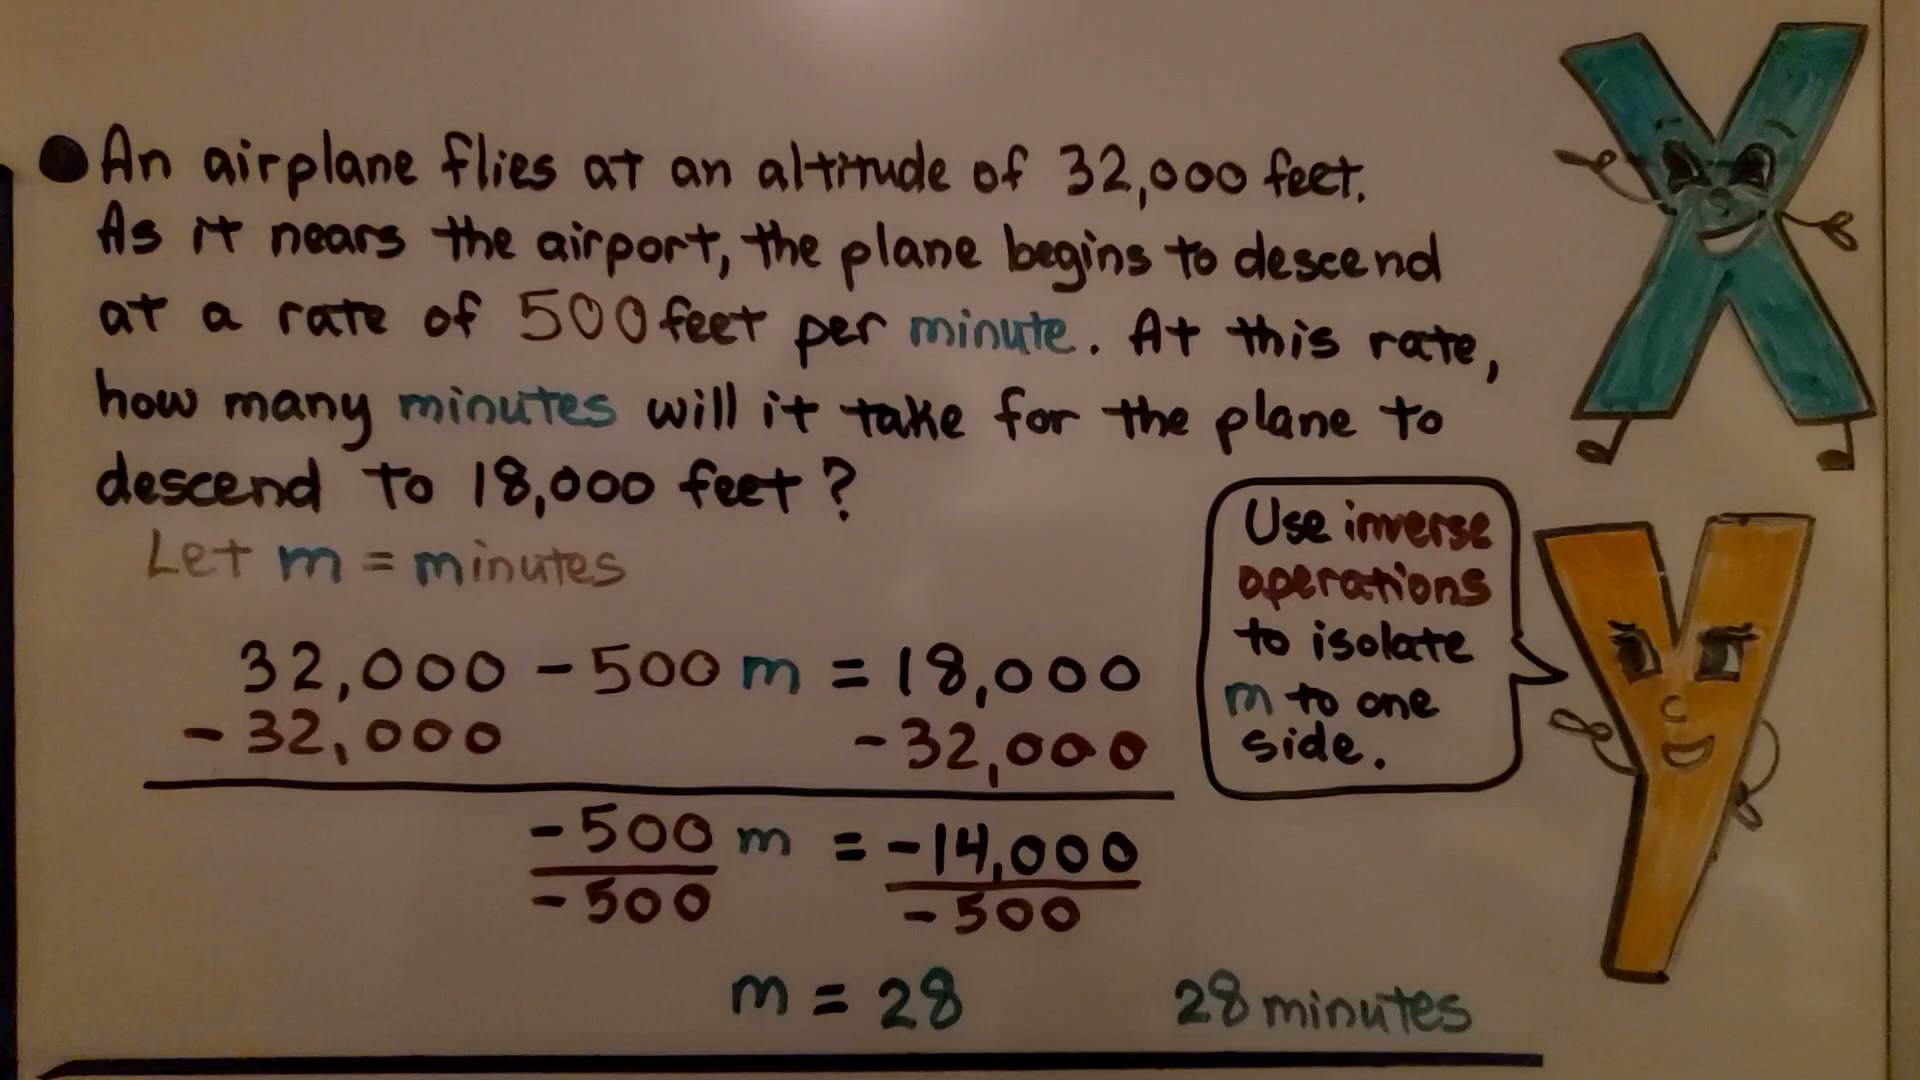 An airplane flies at an altitude of 32,000 feet.
As it nears the airport, the plane begins to descend
at a rate of 500 feet per minute. At this rate,
how many minutes will it take for the plane to
descend to 18,000 feet?
Let m = minutes
32,000 - 500 m = 18,000
- 32,000 - 32,000
-500 m = -14,000
-500 -500
m = 28 28 minutes
Use inverse
operations
to isolate
m to one
side.
X
Y